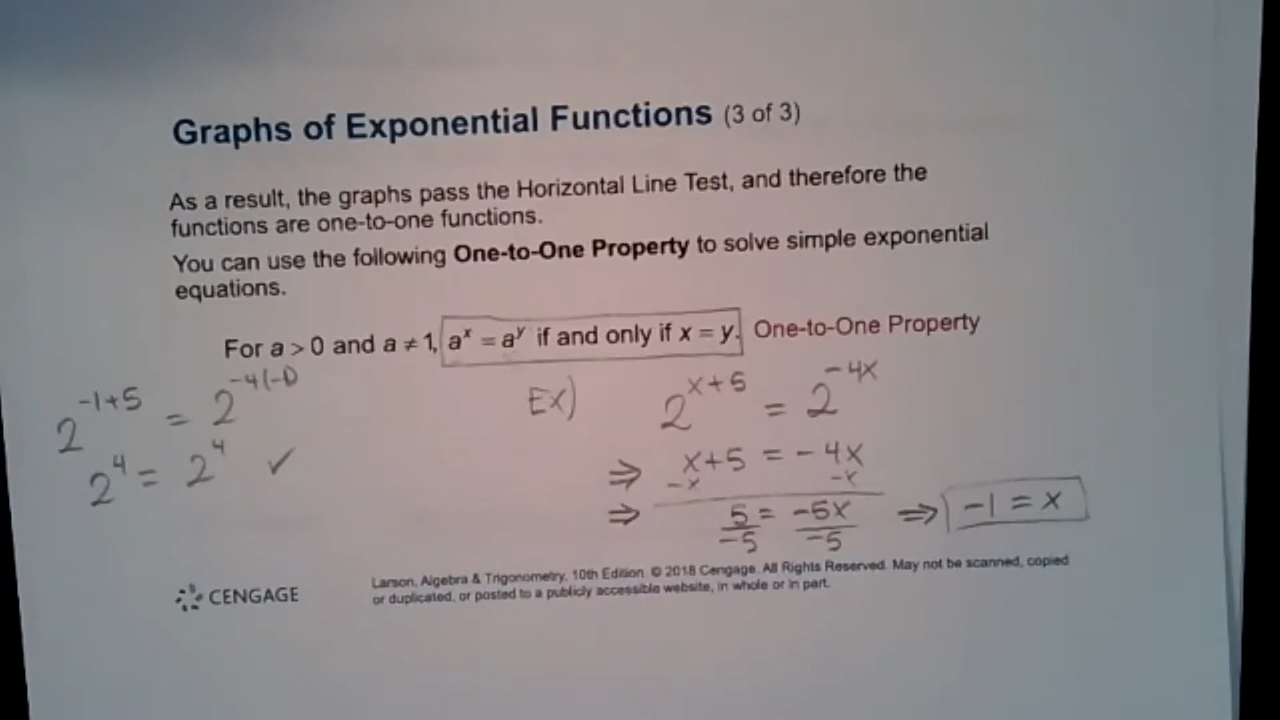 Graphs of Exponential Functions (3 of 3)
As a result, the graphs pass the Horizontal Line Test, and therefore the
functions are one-to-one functions.
You can use the following One-to-One Property to solve simple exponential
equations.
For a > 0 and a ≠ 1, aˣ = aʸ if and only if x = y. One-to-One Property
2^(-1+5) = 2^(-4(-1)
2^4 = 2^4 ✓
Ex) 2^(x+5) = 2^(-4x)
⇒ x+5 = -4x
-x -x
⇒ 5 = -5x ⇒ -1 = x
-5 -5
CENGAGE
Larson, Algebra & Trigonometry, 10th Edition. © 2018 Cengage. All Rights Reserved. May not be scanned, copied
or duplicated, or posted to a publicly accessible website, in whole or in part.